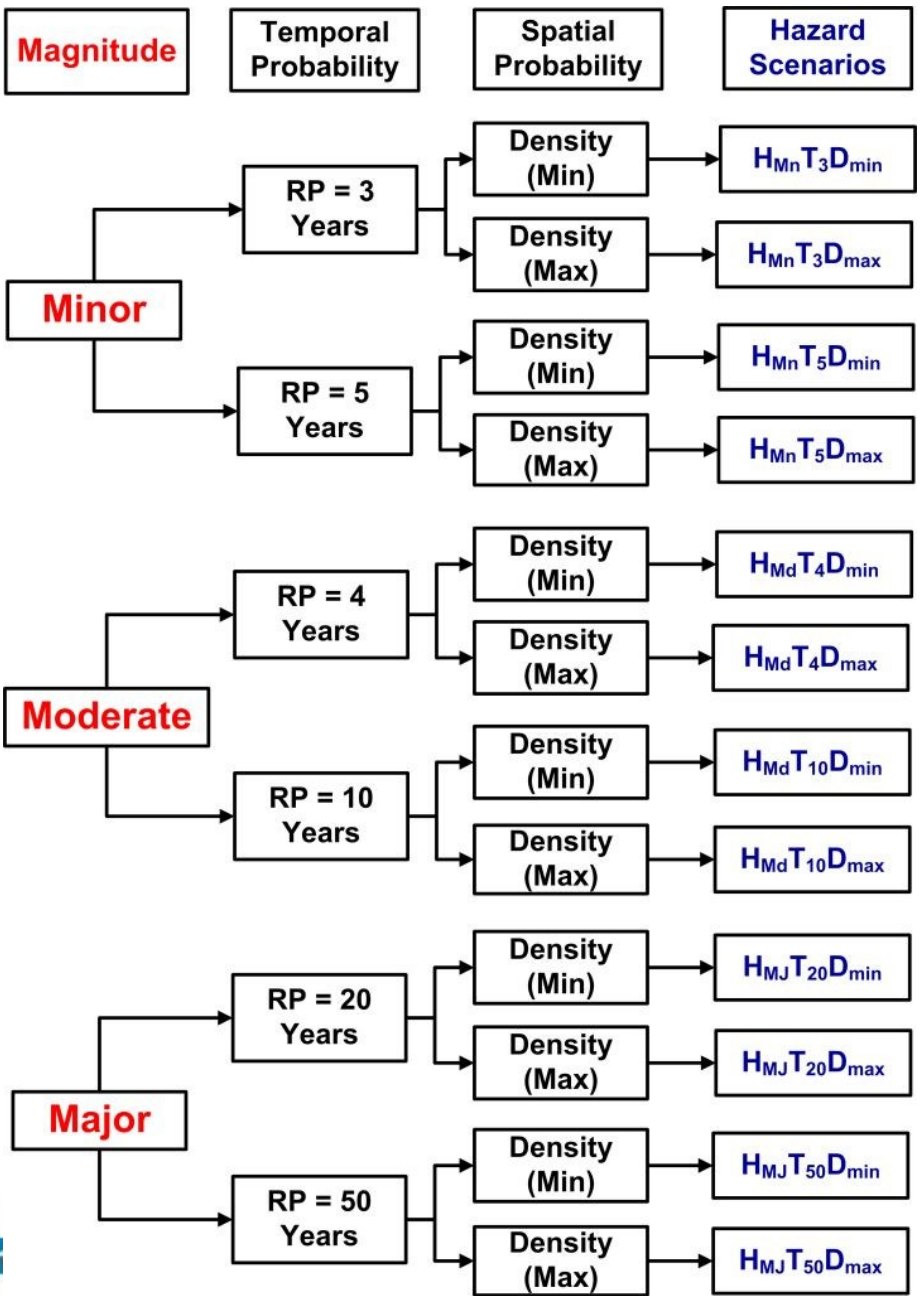 Magnitude
Temporal
Probability
Spatial
Probability
Hazard
Scenarios
Minor
RP = 3
Years
Density
(Min)
HMnT3Dmin
Density
(Max)
HMnT3Dmax
RP = 5
Years
Density
(Min)
HMnT5Dmin
Density
(Max)
HMnT5Dmax
Moderate
RP = 4
Years
Density
(Min)
HMdT4Dmin
Density
(Max)
HMdT4Dmax
RP = 10
Years
Density
(Min)
HMdT10Dmin
Density
(Max)
HMdT10Dmax
Major
RP = 20
Years
Density
(Min)
HMJT20Dmin
Density
(Max)
HMJT20Dmax
RP = 50
Years
Density
(Min)
HMJT50Dmin
Density
(Max)
HMJT50Dmax